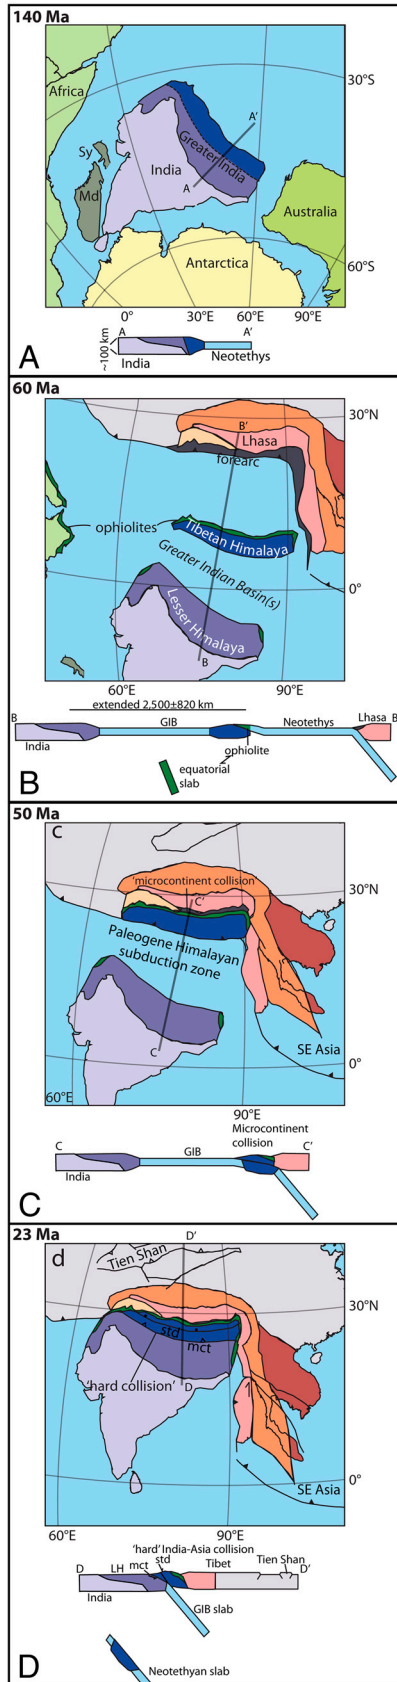 140 Ma
30°S
Africa
A'
Sy
Greater India
India
A
Md
Australia
Antarctica
60°S
0°
30°E
60°E
90°E
A
A'
~100 km
India
Neotethys
A
60 Ma
30°N
B'
Lhasa
forearc
ophiolites
Tibetan Himalaya
Greater Indian Basin(s)
0°
Lesser Himalaya
B
60°E
90°E
extended 2,500±820 km
B
GIB
Neotethys
Lhasa
B
India
ophiolite
equatorial
slab
B
50 Ma
C
'microcontinent collision
30°N
C'
Paleogene Himalayan
subduction zone
SE Asia
C
0°
60°E
90°E
Microcontinent
collision
C
GIB
C'
India
C
23 Ma
D'
d
Tien Shan
30°N
std
mct
'hard collision'
D
0°
SE Asia
60°E
90°E
'hard' India-Asia collision
D
LH
mct
std
Tibet
Tien Shan
D'
India
GIB slab
D
Neotethyan slab